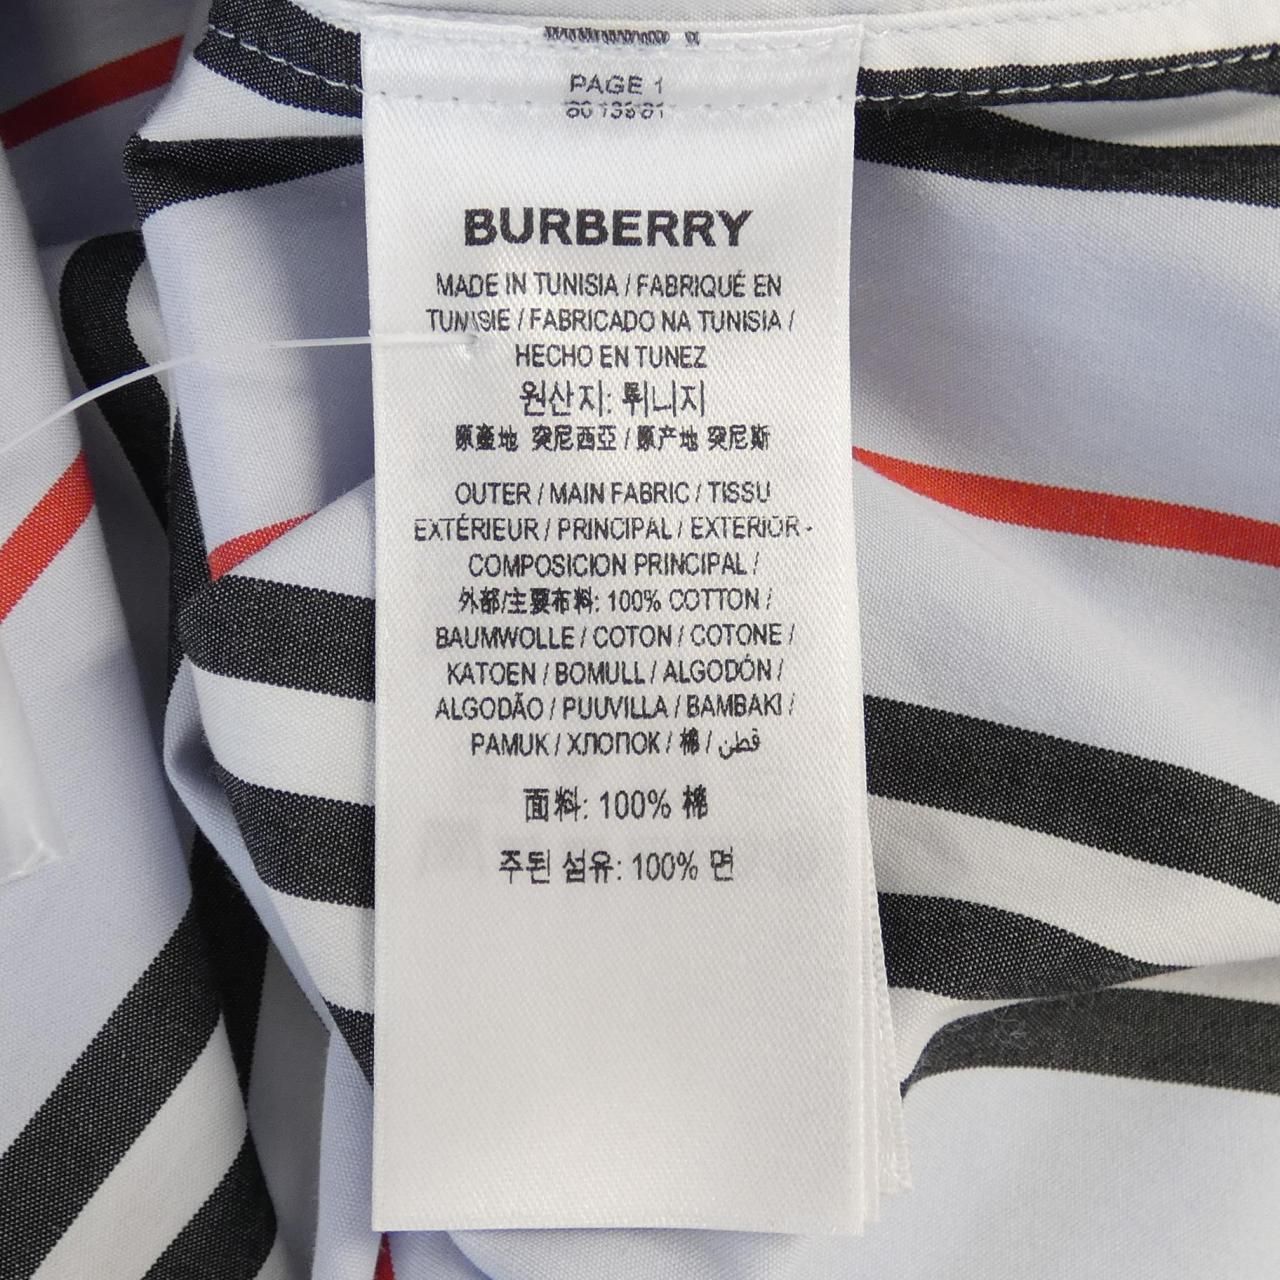 PAGE 1
8013981
BURBERRY
MADE IN TUNISIA / FABRIQUÉ EN
TUNISIE / FABRICADO NA TUNISIA /
HECHO EN TUNEZ
원산지: 튀니지
原產地 突尼西亞 / 原产地 突尼斯
OUTER / MAIN FABRIC / TISSU
EXTÉRIEUR / PRINCIPAL / EXTERIOR -
COMPOSICION PRINCIPAL /
外部/主要布料: 100% COTTON /
BAUMWOLLE / COTON / COTONE /
KATOEN / BOMULL / ALGODÓN /
ALGODÃO / PUUVILLA / BAMBAKI /
PAMUK / ХЛОПОК / 棉 / قطن
面料: 100% 棉
주된 섬유: 100% 면